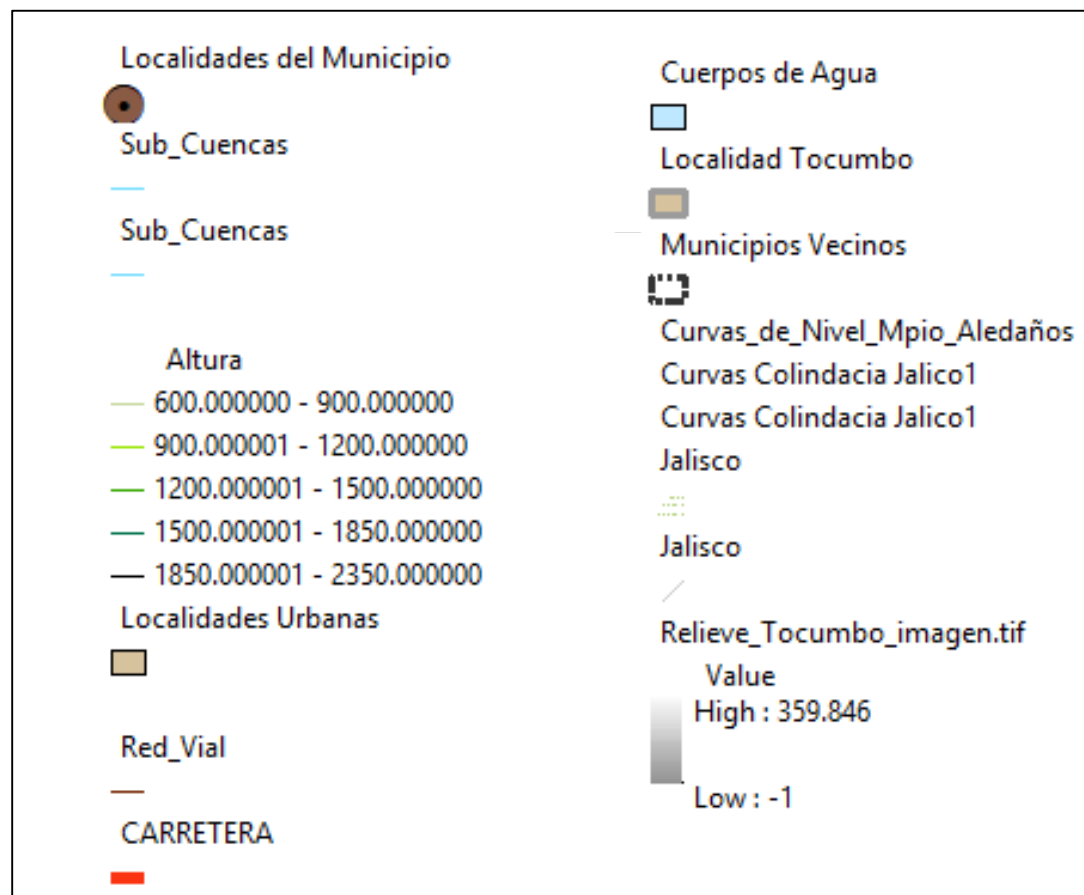 Localidades del Municipio
Sub_Cuencas
Sub_Cuencas
Altura
600.000000 - 900.000000
900.000001 - 1200.000000
1200.000001 - 1500.000000
1500.000001 - 1850.000000
1850.000001 - 2350.000000
Localidades Urbanas
Red_Vial
CARRETERA
Cuerpos de Agua
Localidad Tocumbo
Municipios Vecinos
Curvas_de_Nivel_Mpio_Aledaños
Curvas Colindacia Jalico1
Curvas Colindacia Jalico1
Jalisco
Jalisco
Relieve_Tocumbo_imagen.tif
Value
High : 359.846
Low : -1